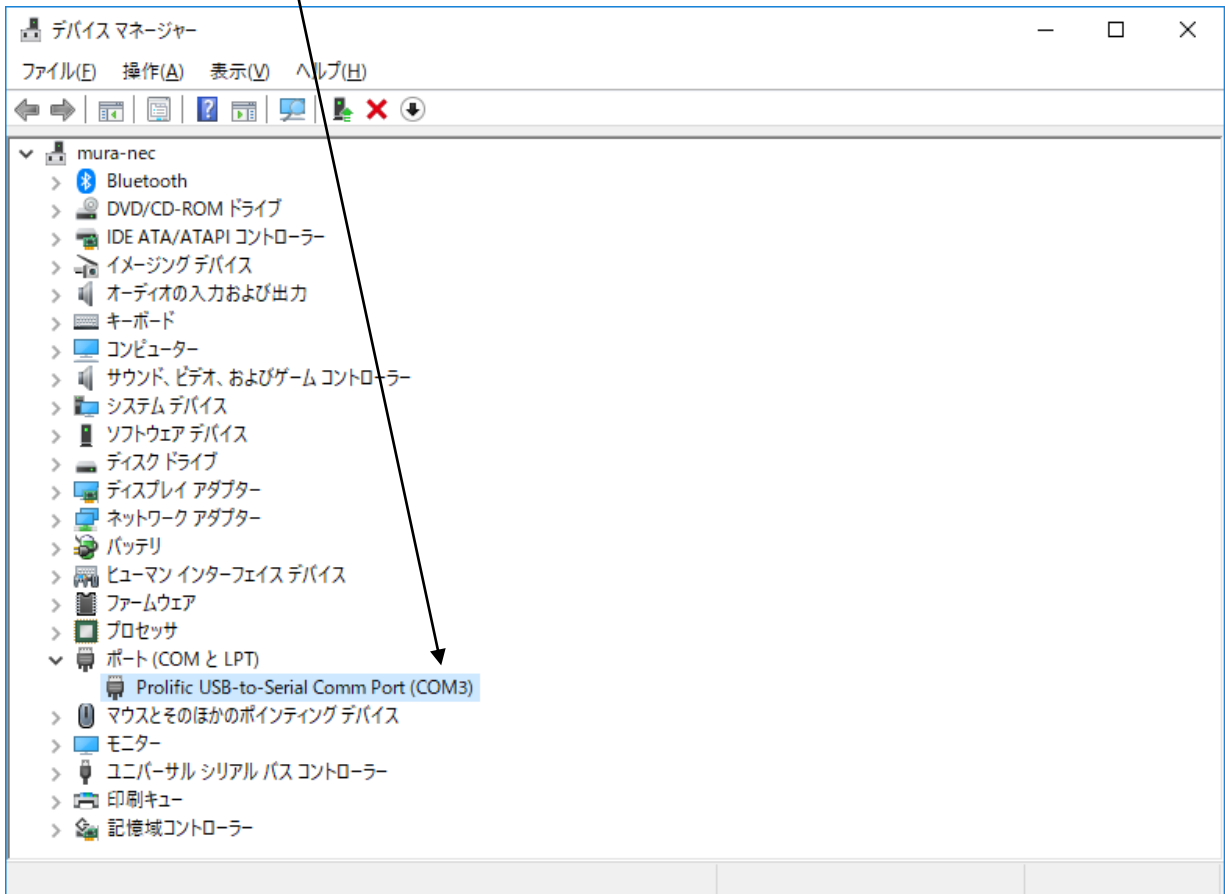 デバイス マネージャー
ファイル(F) 操作(A) 表示(V) ヘルプ(H)
mura-nec
Bluetooth
DVD/CD-ROM ドライブ
IDE ATA/ATAPI コントローラー
イメージング デバイス
オーディオの入力および出力
キーボード
コンピューター
サウンド、ビデオ、およびゲーム コントローラー
システム デバイス
ソフトウェア デバイス
ディスク ドライブ
ディスプレイ アダプター
ネットワーク アダプター
バッテリ
ヒューマン インターフェイス デバイス
ファームウェア
プロセッサ
ポート (COM と LPT)
Prolific USB-to-Serial Comm Port (COM3)
マウスとそのほかのポインティング デバイス
モニター
ユニバーサル シリアル バス コントローラー
印刷キュー
記憶域コントローラー